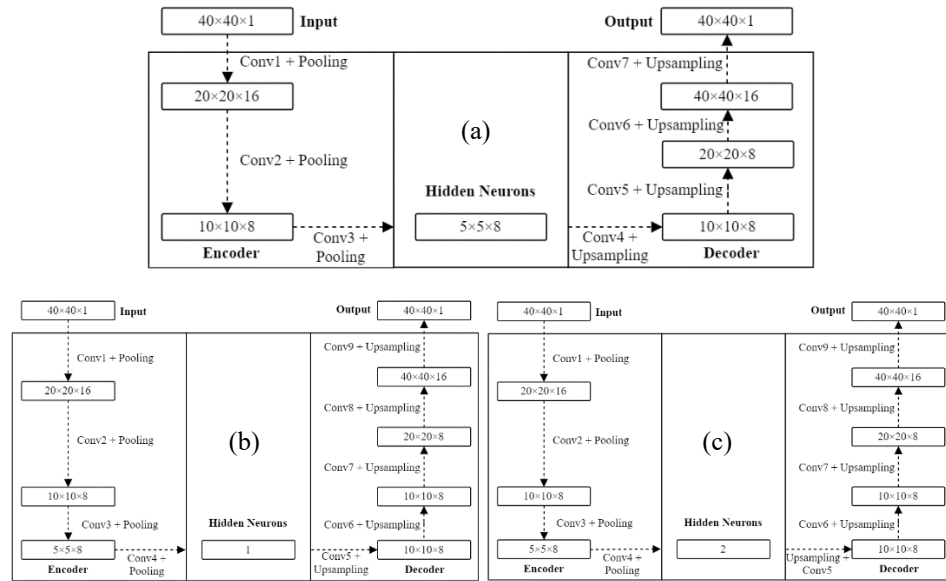 40×40×1 Input
Output 40×40×1
Conv1 + Pooling
Conv7 + Upsampling
20×20×16
40×40×16
(a)
Conv6 + Upsampling
Conv2 + Pooling
20×20×8
Hidden Neurons
Conv5 + Upsampling
10×10×8
5×5×8
10×10×8
Encoder
Conv3 +
Pooling
Conv4 +
Upsampling
Decoder
40×40×1 Input
Output 40×40×1
Conv1 + Pooling
Conv9 + Upsampling
20×20×16
40×40×16
Conv8 + Upsampling
Conv2 + Pooling
(b)
20×20×8
Conv7 + Upsampling
10×10×8
10×10×8
Conv3 + Pooling
Hidden Neurons
Conv6 + Upsampling
5×5×8
1
10×10×8
Encoder
Conv4 +
Pooling
Conv5 +
Upsampling
Decoder
40×40×1 Input
Output 40×40×1
Conv1 + Pooling
Conv9 + Upsampling
20×20×16
40×40×16
Conv8 + Upsampling
Conv2 + Pooling
(c)
20×20×8
Conv7 + Upsampling
10×10×8
10×10×8
Conv3 + Pooling
Hidden Neurons
Conv6 + Upsampling
5×5×8
2
10×10×8
Encoder
Conv4 +
Pooling
Upsampling
+ Conv5
Decoder